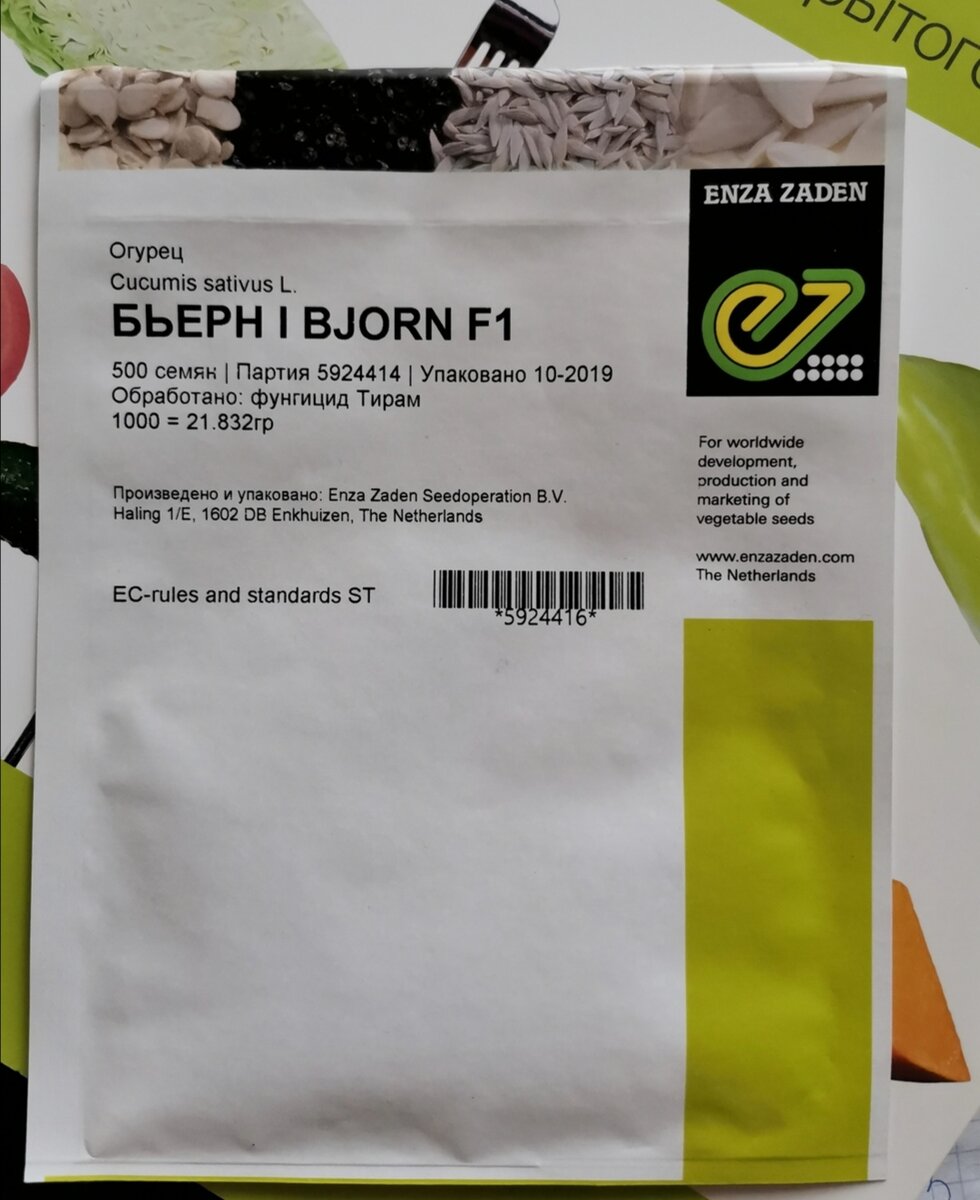 ENZA ZADEN
Огурец
Cucumis sativus L.
БЬЕРН I BJORN F1
500 семян | Партия 5924414 | Упаковано 10-2019
Обработано: фунгицид Тирам
1000 = 21.832гр
For worldwide
development,
production and
marketing of
vegetable seeds
www.enzazaden.com
The Netherlands
Произведено и упаковано: Enza Zaden Seedoperation B.V.
Haling 1/E, 1602 DB Enkhuizen, The Netherlands
EC-rules and standards ST
*5924416*